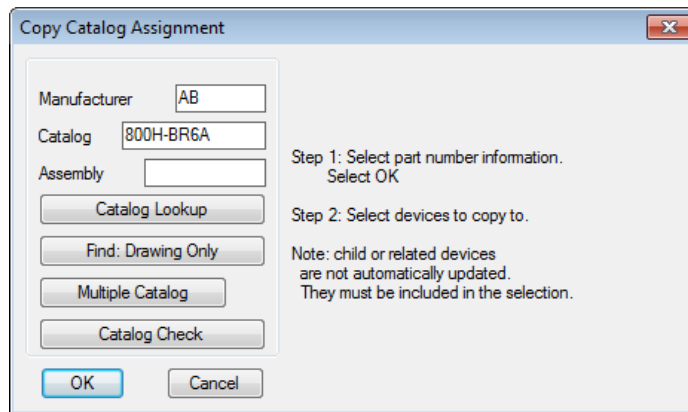 Copy Catalog Assignment
Manufacturer AB
Catalog 800H-BR6A
Assembly
Catalog Lookup
Find: Drawing Only
Multiple Catalog
Catalog Check
OK Cancel
Step 1: Select part number information.
Select OK
Step 2: Select devices to copy to.
Note: child or related devices
are not automatically updated.
They must be included in the selection.